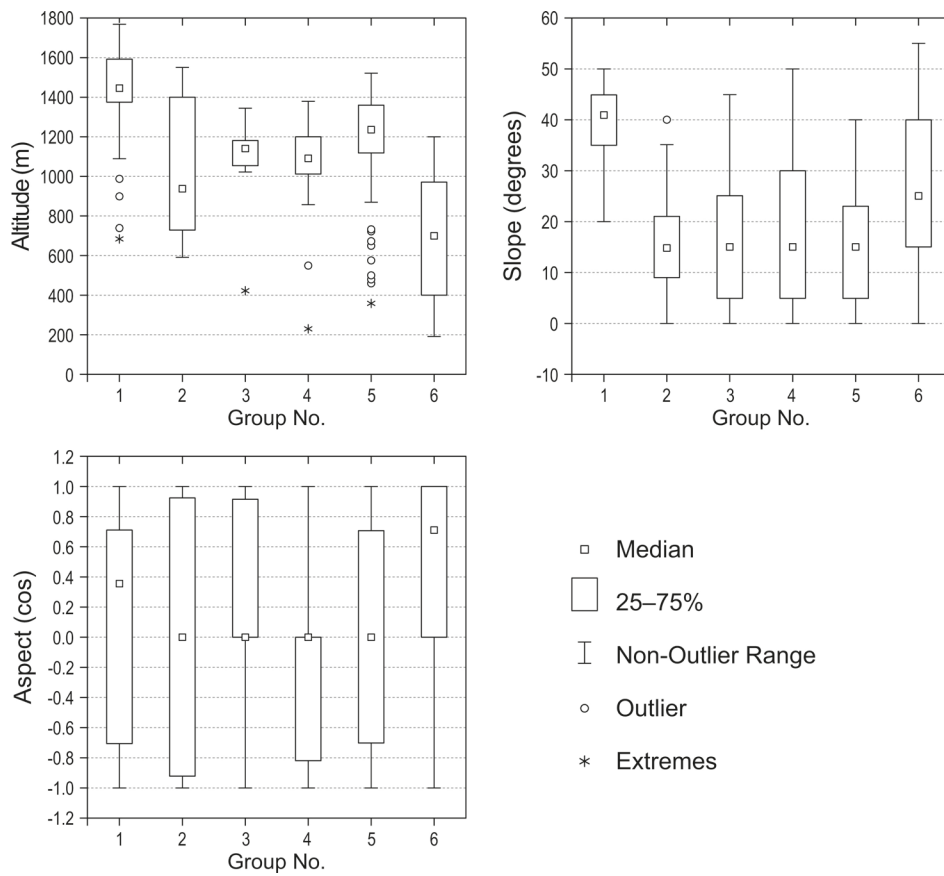 1800
1600
1400
1200
1000
800
600
400
200
0
Altitude (m)
1 2 3 4 5 6
Group No.
60
50
40
30
20
10
0
-10
Slope (degrees)
1 2 3 4 5 6
Group No.
1.2
1.0
0.8
0.6
0.4
0.2
0.0
-0.2
-0.4
-0.6
-0.8
-1.0
-1.2
Aspect (cos)
1 2 3 4 5 6
Group No.
Median
25–75%
Non-Outlier Range
Outlier
Extremes